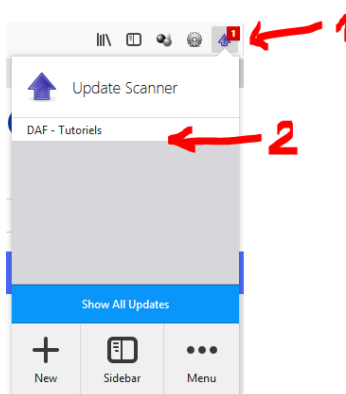 1
1
Update Scanner
DAF - Tutoriels
2
Show All Updates
New Sidebar Menu